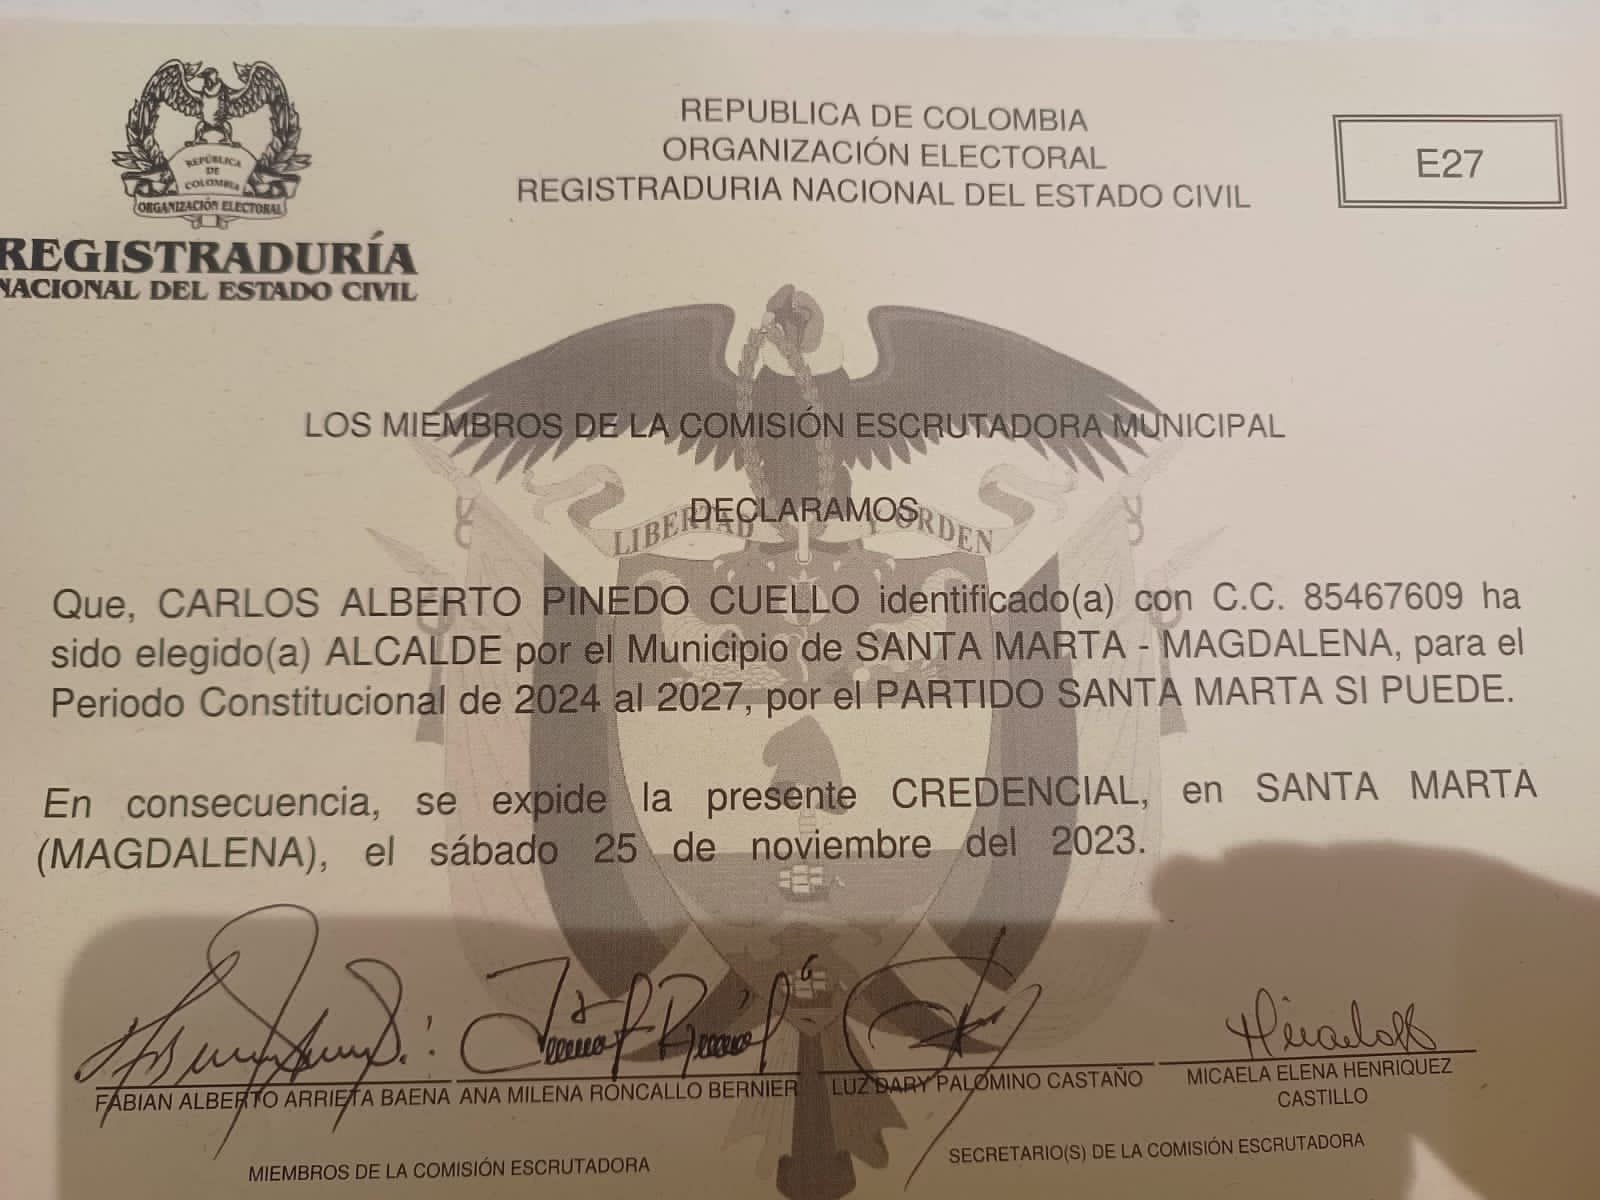 REPÚBLICA
DE
COLOMBIA
ORGANIZACIÓN ELECTORAL
REGISTRADURÍA
NACIONAL DEL ESTADO CIVIL
REPUBLICA DE COLOMBIA
ORGANIZACIÓN ELECTORAL
REGISTRADURIA NACIONAL DEL ESTADO CIVIL
E27
LOS MIEMBROS DE LA COMISIÓN ESCRUTADORA MUNICIPAL
DECLARAMOS
LIBERTAD Y ORDEN
Que, CARLOS ALBERTO PINEDO CUELLO identificado(a) con C.C. 85467609 ha
sido elegido(a) ALCALDE por el Municipio de SANTA MARTA - MAGDALENA, para el
Periodo Constitucional de 2024 al 2027, por el PARTIDO SANTA MARTA SI PUEDE.
En consecuencia, se expide la presente CREDENCIAL, en SANTA MARTA
(MAGDALENA), el sábado 25 de noviembre del 2023.
FABIAN ALBERTO ARRIETA BAENA ANA MILENA RONCALLO BERNIER LUZ DARY PALOMINO CASTAÑO MICAELA ELENA HENRIQUEZ
CASTILLO
MIEMBROS DE LA COMISIÓN ESCRUTADORA
SECRETARIO(S) DE LA COMISIÓN ESCRUTADORA